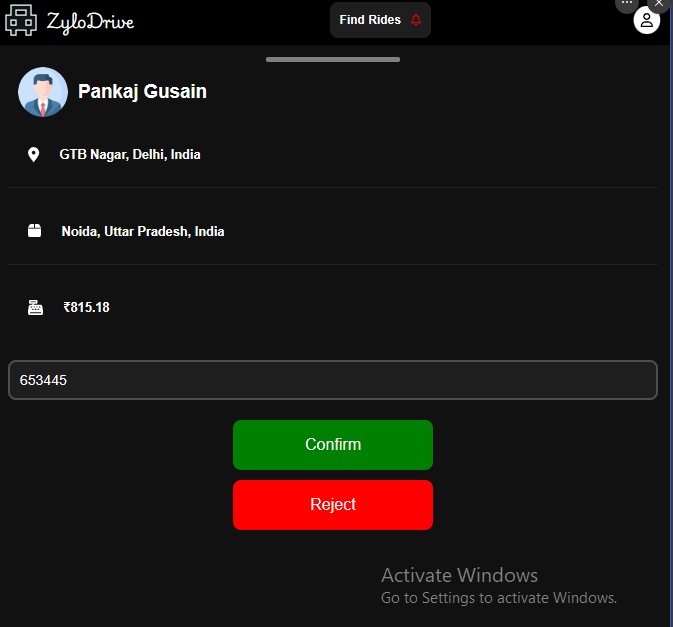 ZyloDrive
Find Rides
Pankaj Gusain
GTB Nagar, Delhi, India
Noida, Uttar Pradesh, India
₹815.18
653445
Confirm
Reject
Activate Windows
Go to Settings to activate Windows.